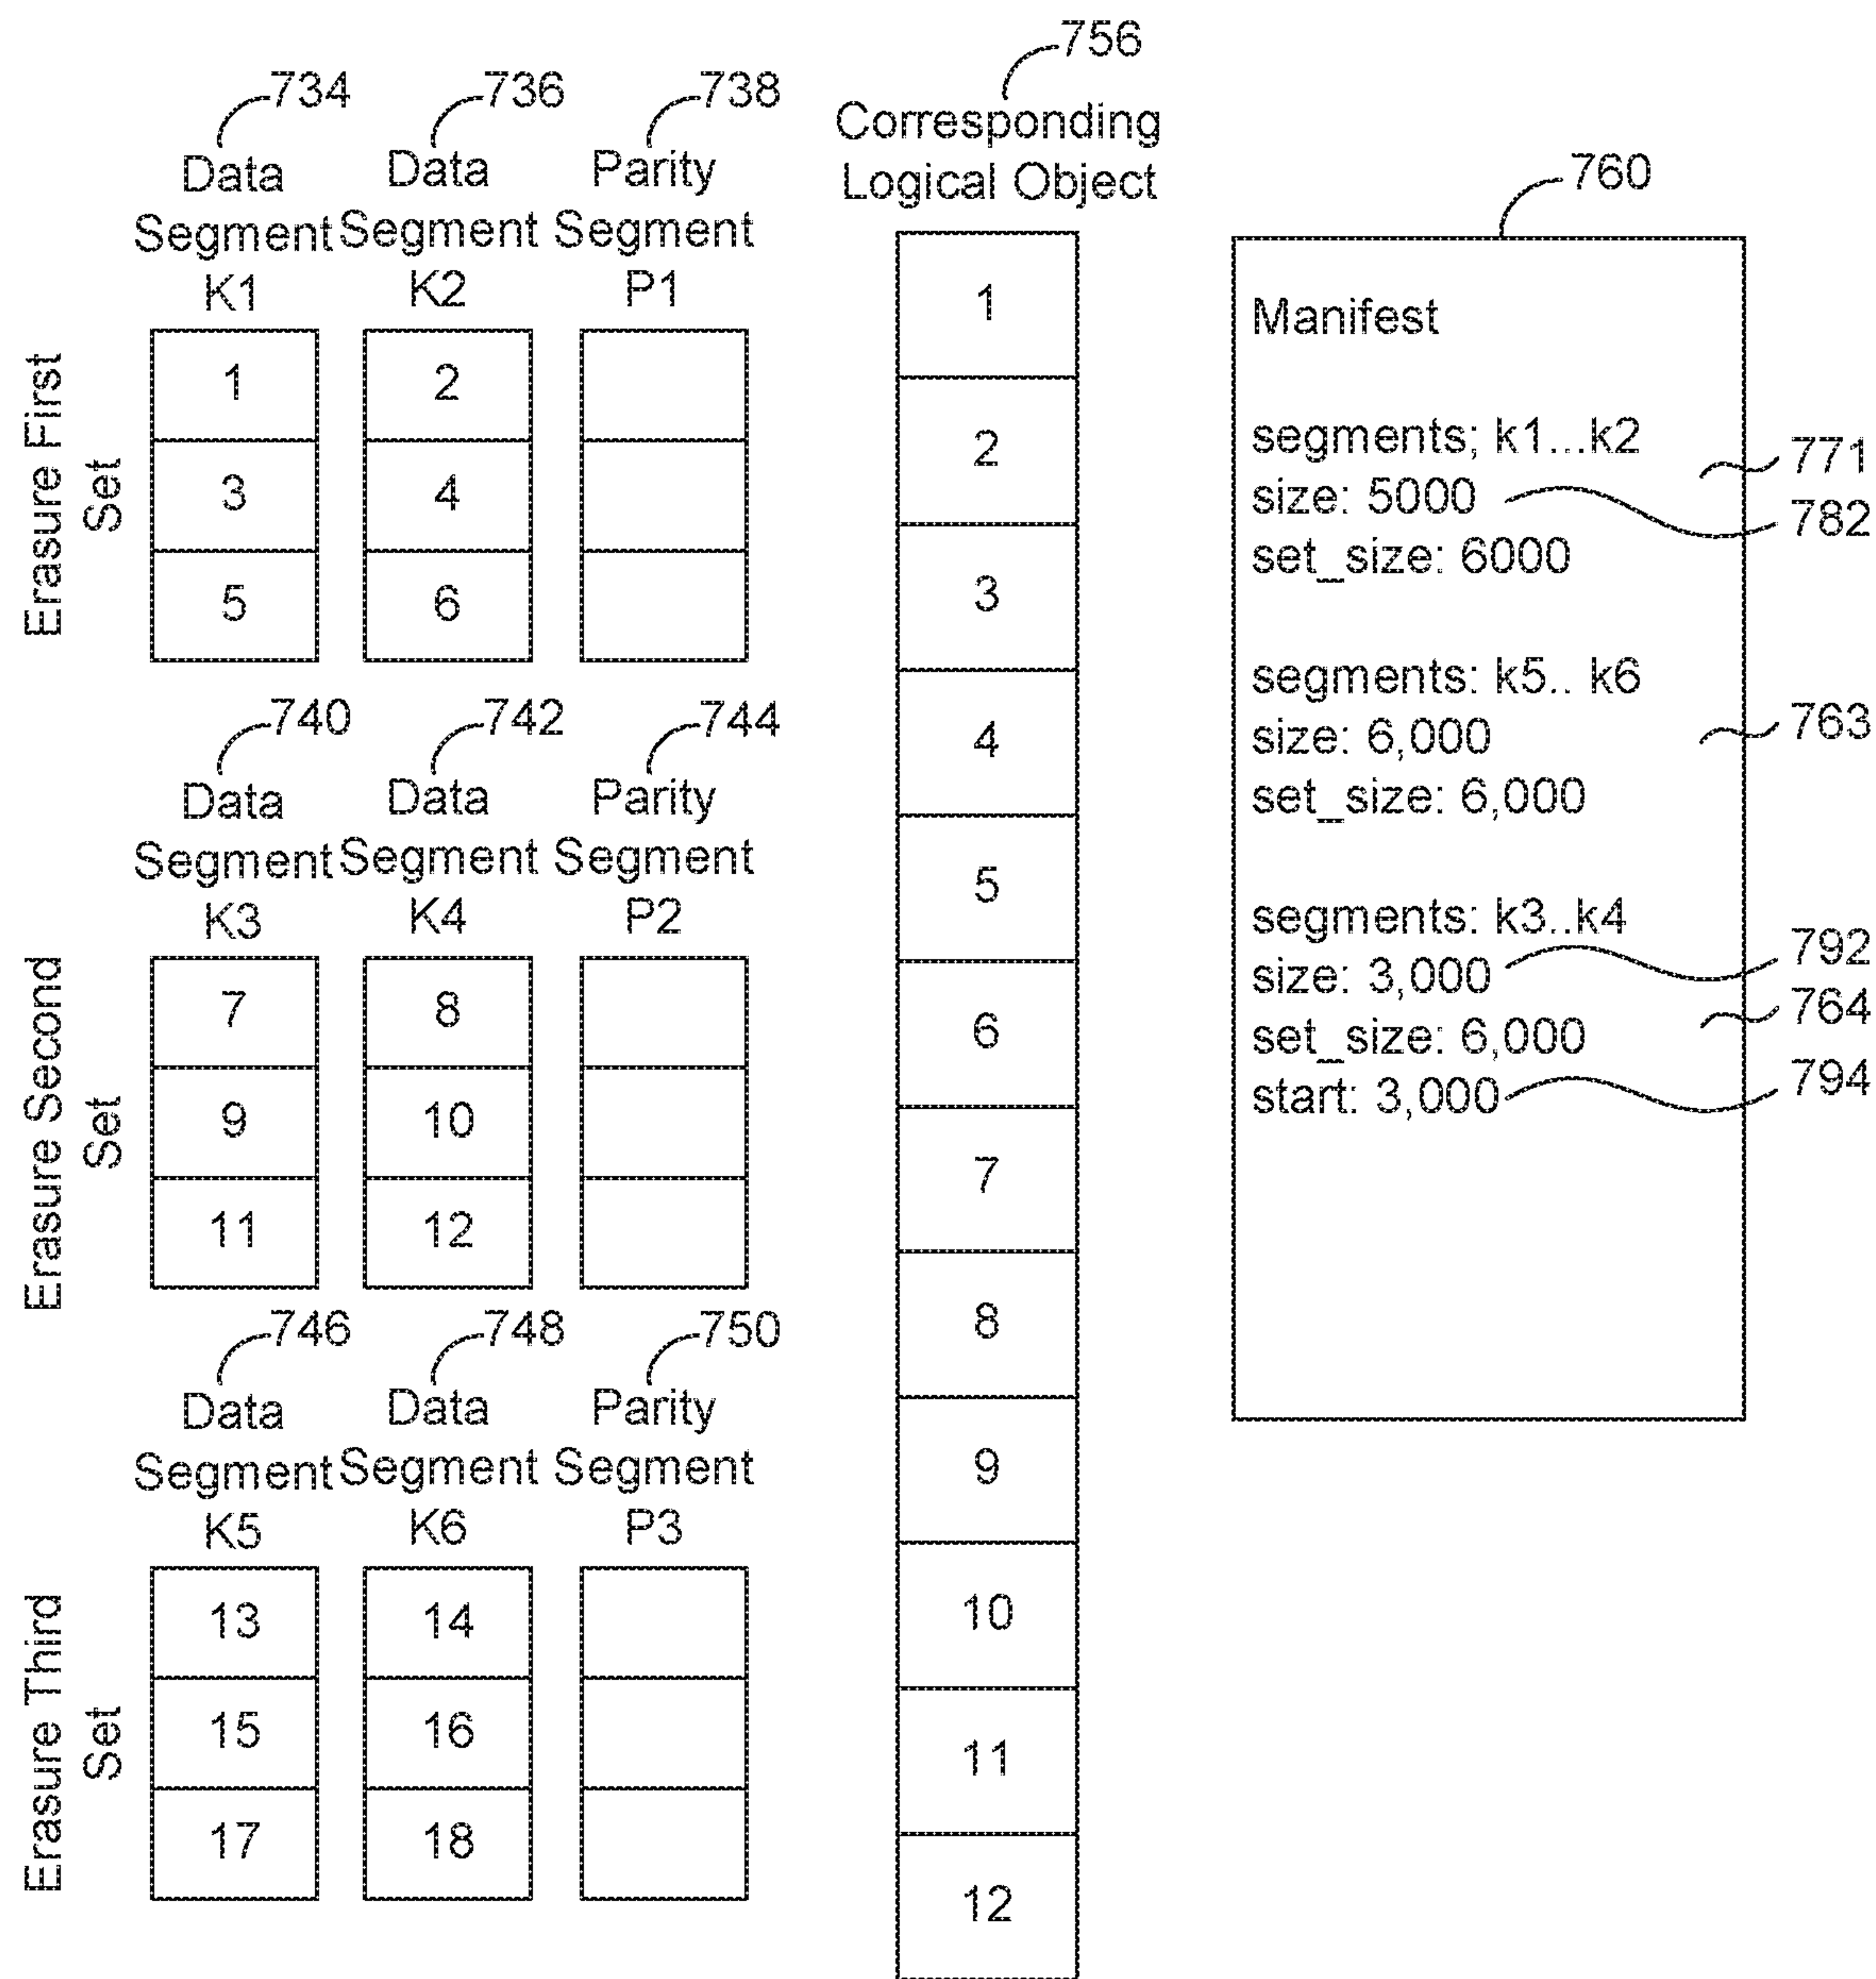 734
736
738
Data
Segment
K1
Data
Segment
K2
Parity
Segment
P1
Erasure First
Set
1
2
3
4
5
6
740
742
744
Data
Segment
K3
Data
Segment
K4
Parity
Segment
P2
Erasure Second
Set
7
8
9
10
11
12
746
748
750
Data
Segment
K5
Data
Segment
K6
Parity
Segment
P3
Erasure Third
Set
13
14
15
16
17
18
756
Corresponding
Logical Object
1
2
3
4
5
6
7
8
9
10
11
12
760
Manifest
segments; k1...k2
size: 5000
set_size: 6000
771
782
segments: k5.. k6
size: 6,000
set_size: 6,000
763
segments: k3..k4
size: 3,000
set_size: 6,000
start: 3,000
792
764
794